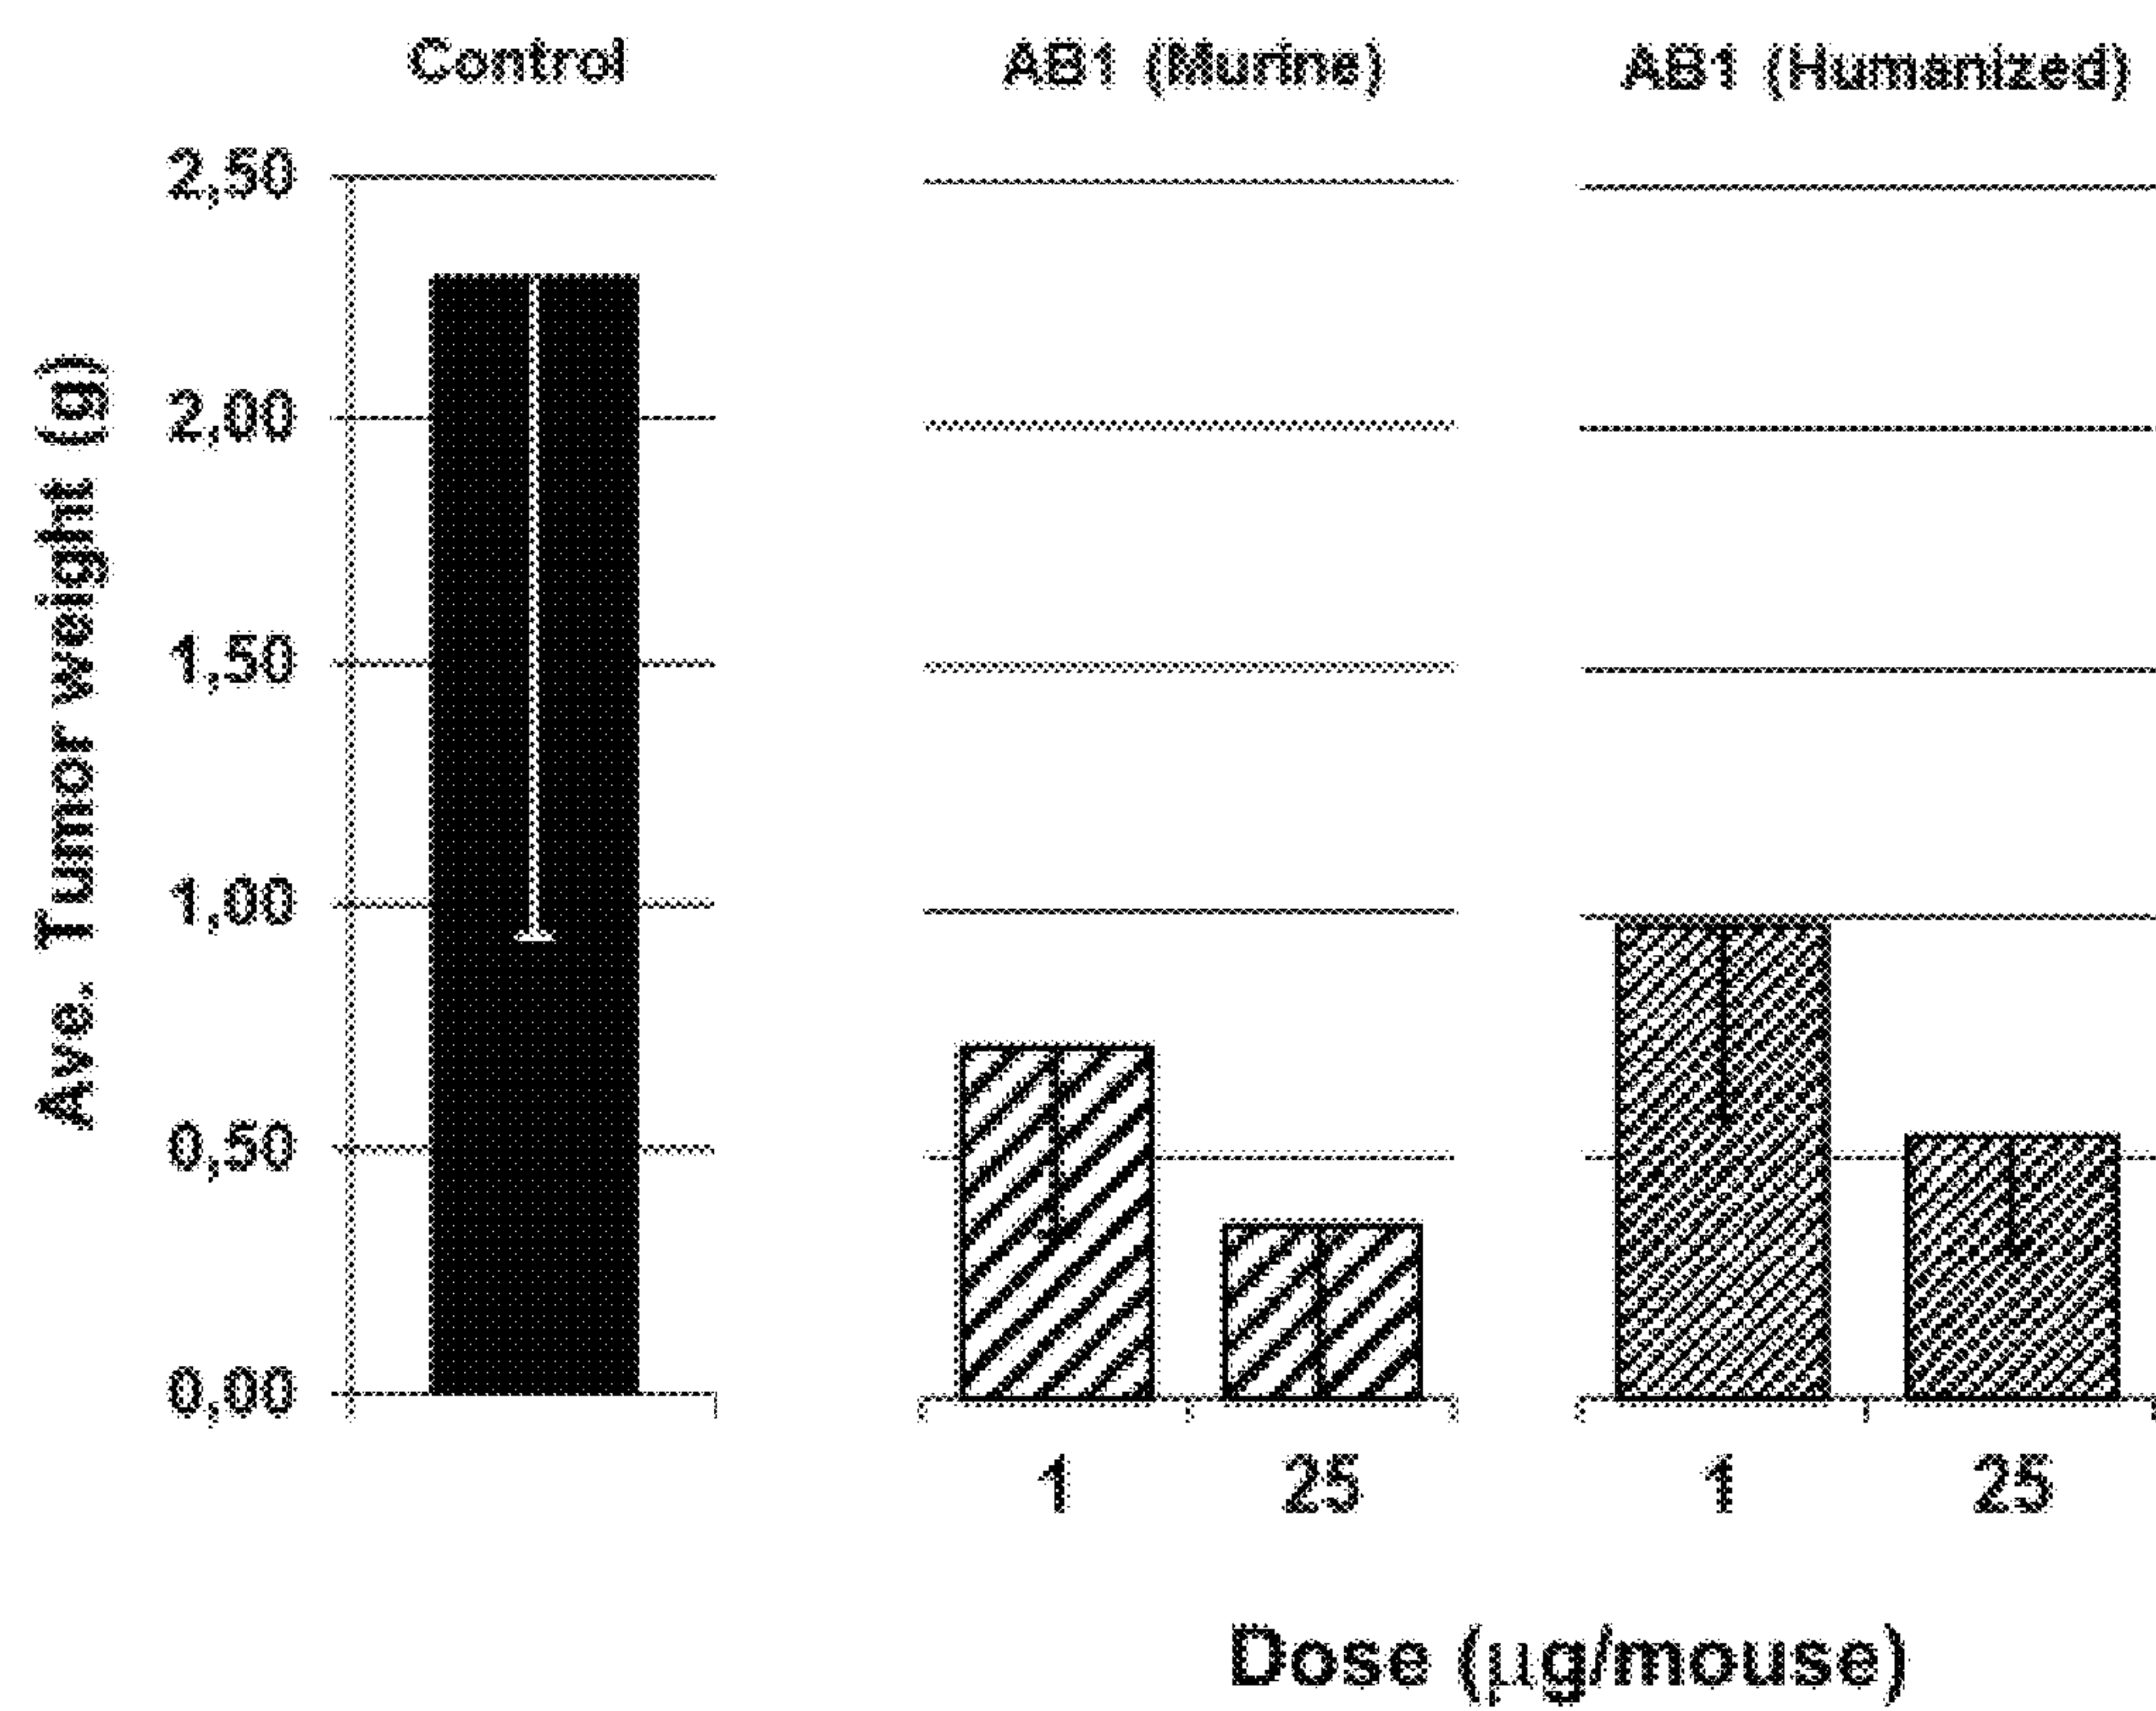 Control
AB1 (Murine)
AB1 (Humanized)
Ave. Tumor weight (g)
2,50
2,00
1,50
1,00
0,50
0,00
1
25
1
25
Dose (μg/mouse)